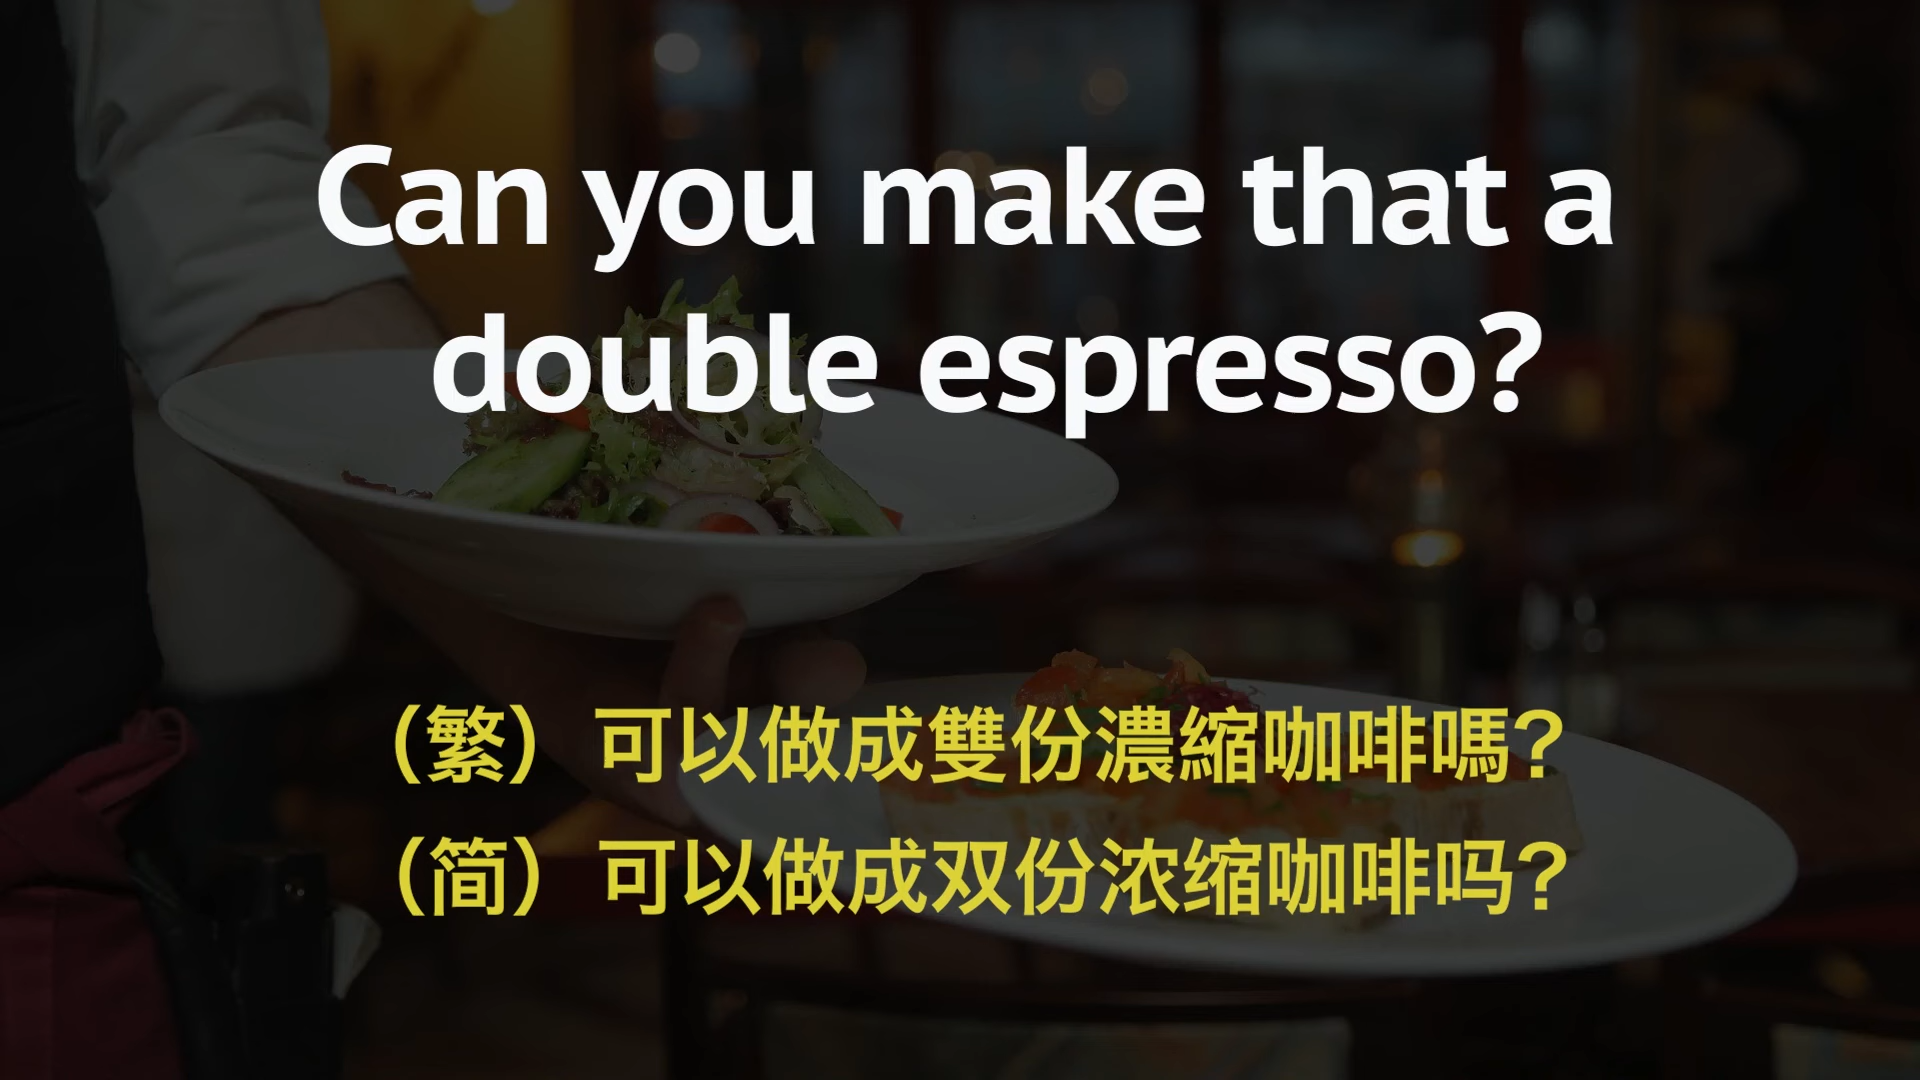 Can you make that a
double espresso?
（繁）可以做成雙份濃縮咖啡嗎?
（简）可以做成双份浓缩咖啡吗?